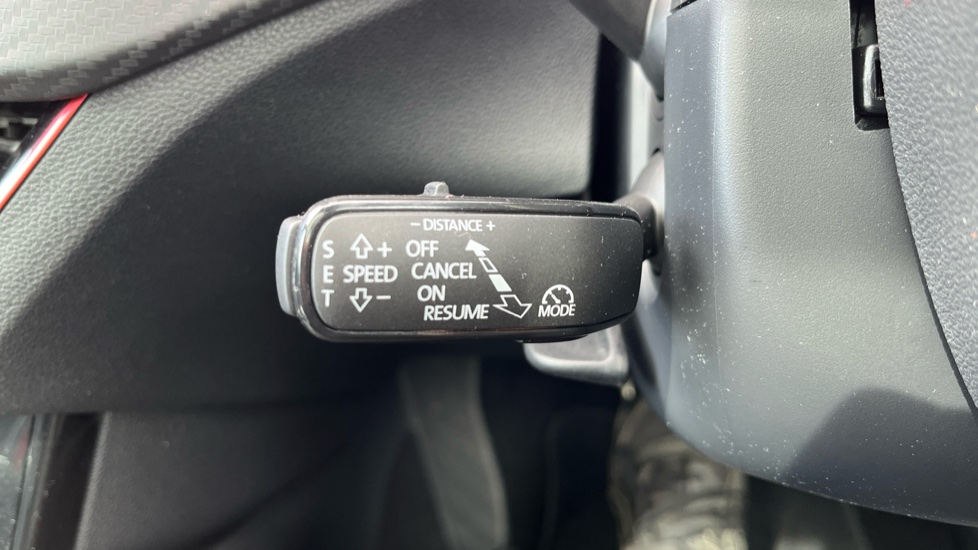 - DISTANCE +
S + OFF
E SPEED CANCEL
T - ON
RESUME MODE